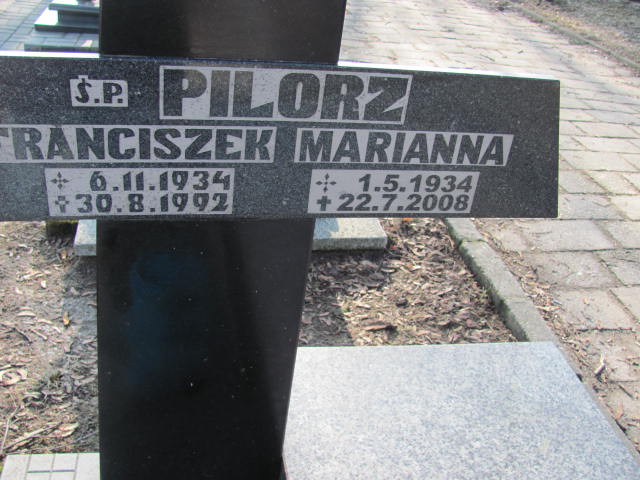 Ś.P. PILORZ
FRANCISZEK MARIANNA
6.11.1934 1.5.1934
30.8.1992 22.7.2008